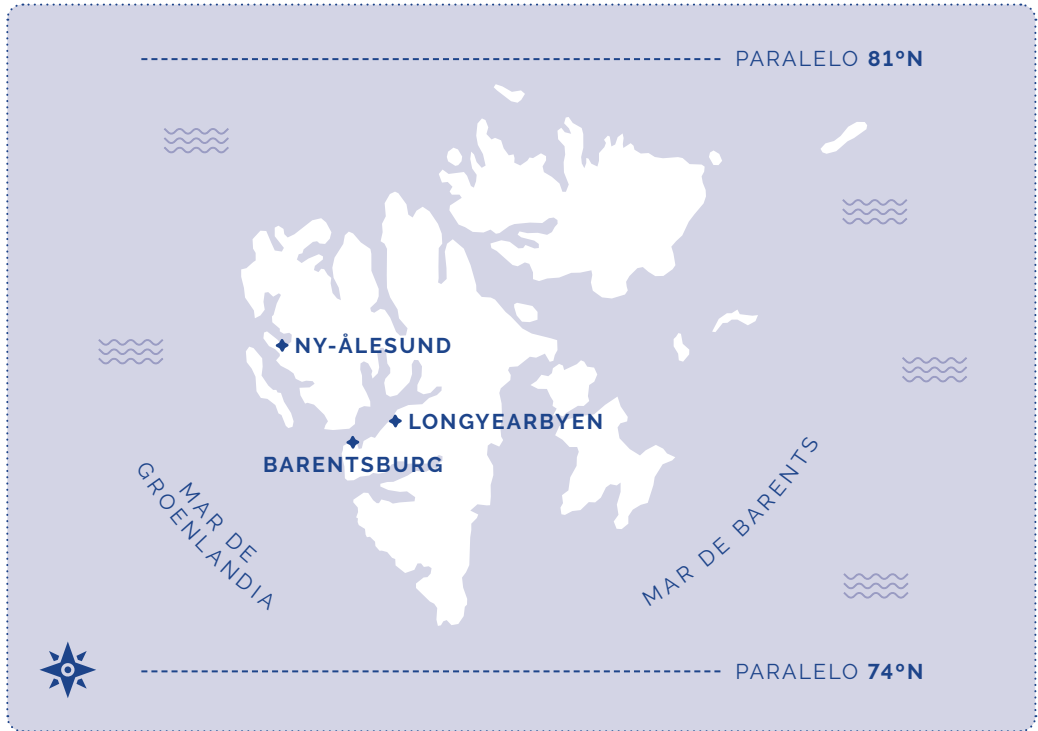 PARALELO 81ºN
NY-ÅLESUND
LONGYEARBYEN
BARENTSBURG
MAR DE
GROENLANDIA
MAR DE BARENTS
PARALELO 74ºN